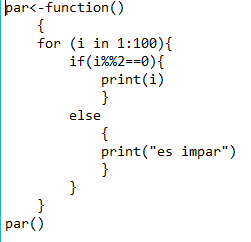 par<-function()
    {
    for (i in 1:100){
        if(i%%2==0){
            print(i)
            }
        else
            {
            print("es impar")
            }
        }
    }
par()